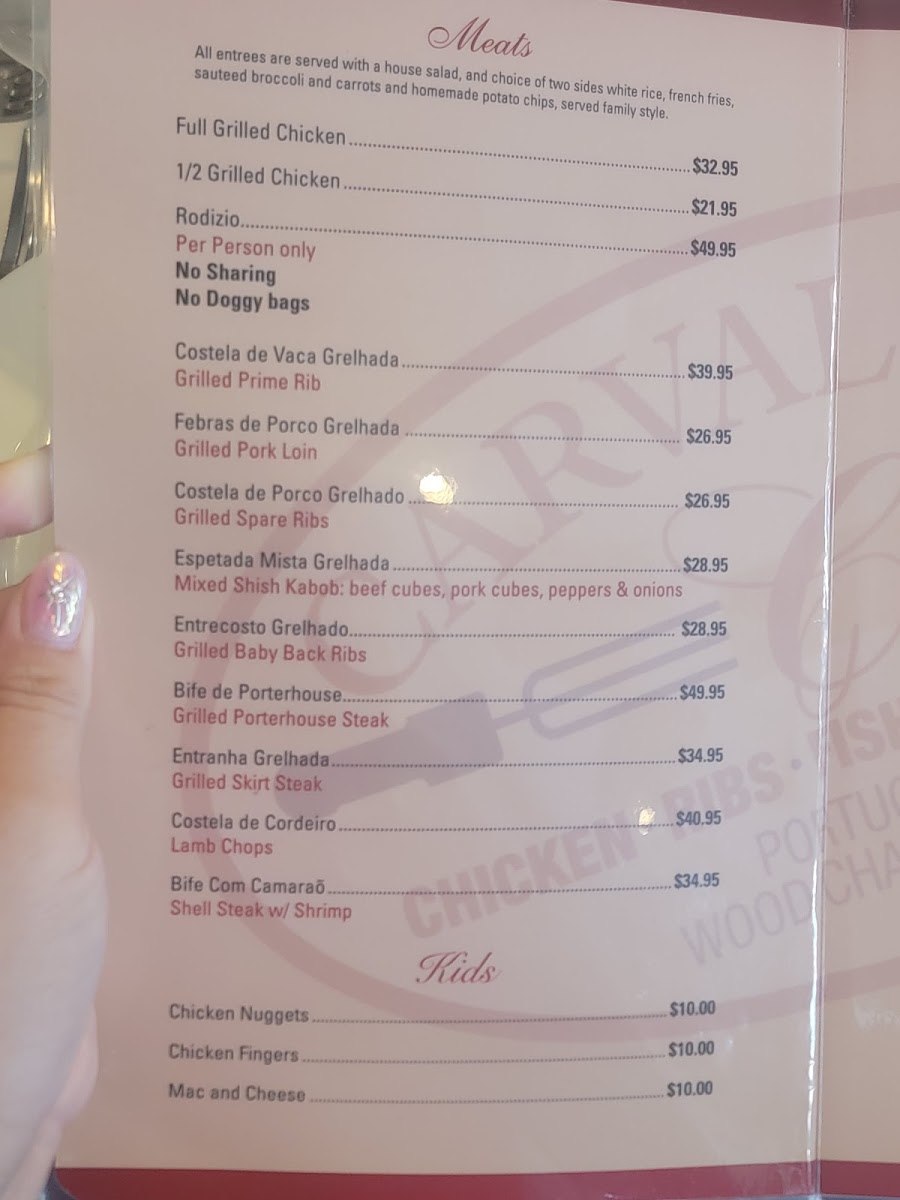 Meats
All entrees are served with a house salad, and choice of two sides white rice, french fries,
sauteed broccoli and carrots and homemade potato chips, served family style.
Full Grilled Chicken $32.95
1/2 Grilled Chicken $21.95
Rodizio $49.95
Per Person only
No Sharing
No Doggy bags
Costela de Vaca Grelhada $39.95
Grilled Prime Rib
Febras de Porco Grelhada $26.95
Grilled Pork Loin
Costela de Porco Grelhado $26.95
Grilled Spare Ribs
Espetada Mista Grelhada $28.95
Mixed Shish Kabob: beef cubes, pork cubes, peppers & onions
Entrecosto Grelhado $28.95
Grilled Baby Back Ribs
Bife de Porterhouse $49.95
Grilled Porterhouse Steak
Entranha Grelhada $34.95
Grilled Skirt Steak
Costela de Cordeiro $40.95
Lamb Chops
Bife Com Camaraõ $34.95
Shell Steak w/ Shrimp
Kids
Chicken Nuggets $10.00
Chicken Fingers $10.00
Mac and Cheese $10.00
CHICKEN · RIBS ·
WOOD